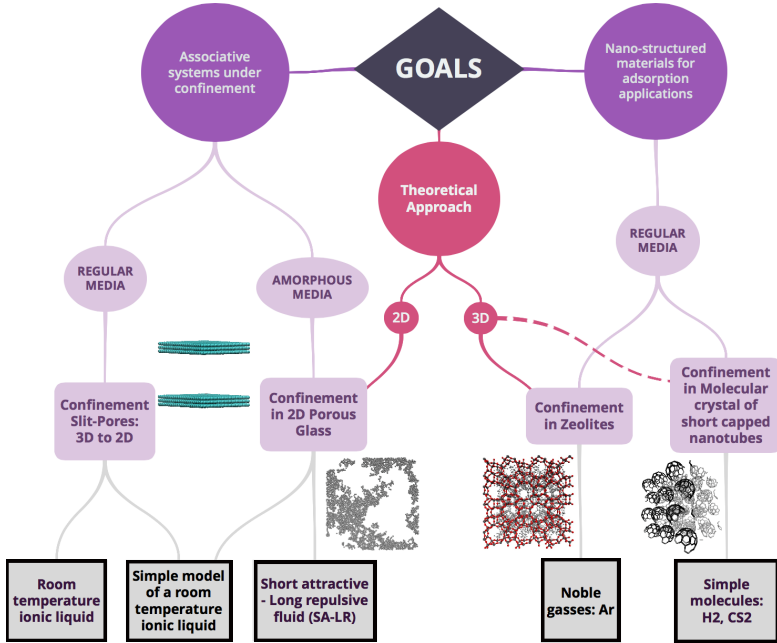 GOALS
Associative
systems under
confinement
Nano-structured
materials for
adsorption
applications
Theoretical
Approach
REGULAR
MEDIA
AMORPHOUS
MEDIA
REGULAR
MEDIA
2D
3D
Confinement
Slit-Pores:
3D to 2D
Confinement
in 2D Porous
Glass
Confinement
in Zeolites
Confinement
in Molecular
crystal of
short capped
nanotubes
Room
temperature
ionic liquid
Simple model
of a room
temperature
ionic liquid
Short attractive
- Long repulsive
fluid (SA-LR)
Noble
gasses: Ar
Simple
molecules:
H2, CS2